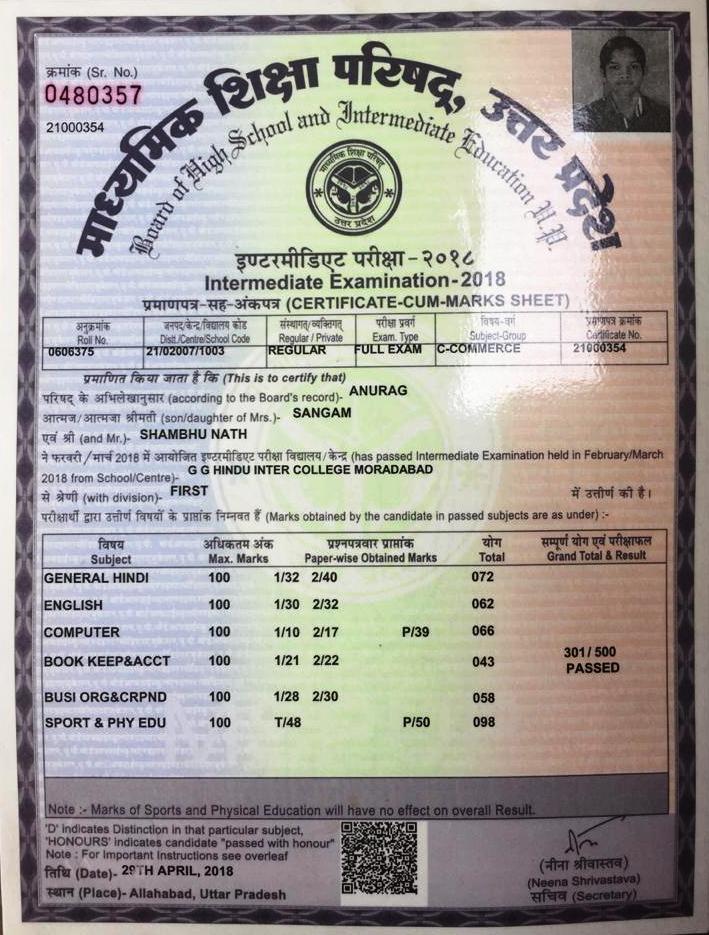 क्रमांक (Sr. No.)
0480357
21000354
माध्यमिक शिक्षा परिषद्, उत्तर प्रदेश
Board of High School and Intermediate Education U.P.
माध्यमिक शिक्षा परिषद्
उत्तर प्रदेश
इण्टरमीडिएट परीक्षा-२०१८
Intermediate Examination-2018
प्रमाणपत्र-सह-अंकपत्र (CERTIFICATE-CUM-MARKS SHEET)
अनुक्रमांक जनपद/केन्द्र/विद्यालय कोड संस्थागत/व्यक्तिगत् परीक्षा प्रवर्ग विषय-वर्ग प्रमाणपत्र क्रमांक
Roll No. Distt./Centre/School Code Regular / Private Exam. Type Subject-Group Certificate No.
0606375 21/02007/1003 REGULAR FULL EXAM C-COMMERCE 21000354
प्रमाणित किया जाता है कि (This is to certify that)
परिषद के अभिलेखानुसार (according to the Board's record)- ANURAG
आत्मज/आत्मजा श्रीमती (son/daughter of Mrs.)- SANGAM
एवं श्री (and Mr.)- SHAMBHU NATH
ने फरवरी/मार्च 2018 में आयोजित इण्टरमीडिएट परीक्षा विद्यालय/केन्द्र (has passed Intermediate Examination held in February/March
2018 from School/Centre)- G G HINDU INTER COLLEGE MORADABAD
से श्रेणी (with division)- FIRST में उत्तीर्ण की है।
परीक्षार्थी द्वारा उत्तीर्ण विषयों के प्राप्तांक निम्नवत हैं (Marks obtained by the candidate in passed subjects are as under) :-
विषय अधिकतम अंक प्रश्नपत्रवार प्राप्तांक योग सम्पूर्ण योग एवं परीक्षाफल
Subject Max. Marks Paper-wise Obtained Marks Total Grand Total & Result
GENERAL HINDI 100 1/32 2/40 072
ENGLISH 100 1/30 2/32 062
COMPUTER 100 1/10 2/17 P/39 066
BOOK KEEP&ACCT 100 1/21 2/22 043
301/500
PASSED
BUSI ORG&CRPND 100 1/28 2/30 058
SPORT & PHY EDU 100 T/48 P/50 098
Note :- Marks of Sports and Physical Education will have no effect on overall Result.
'D' indicates Distinction in that particular subject,
'HONOURS' indicates candidate "passed with honour"
Note : For Important Instructions see overleaf
तिथि (Date)- 29TH APRIL, 2018
स्थान (Place)- Allahabad, Uttar Pradesh
(नीना श्रीवास्तव)
(Neena Shrivastava)
सचिव (Secretary)